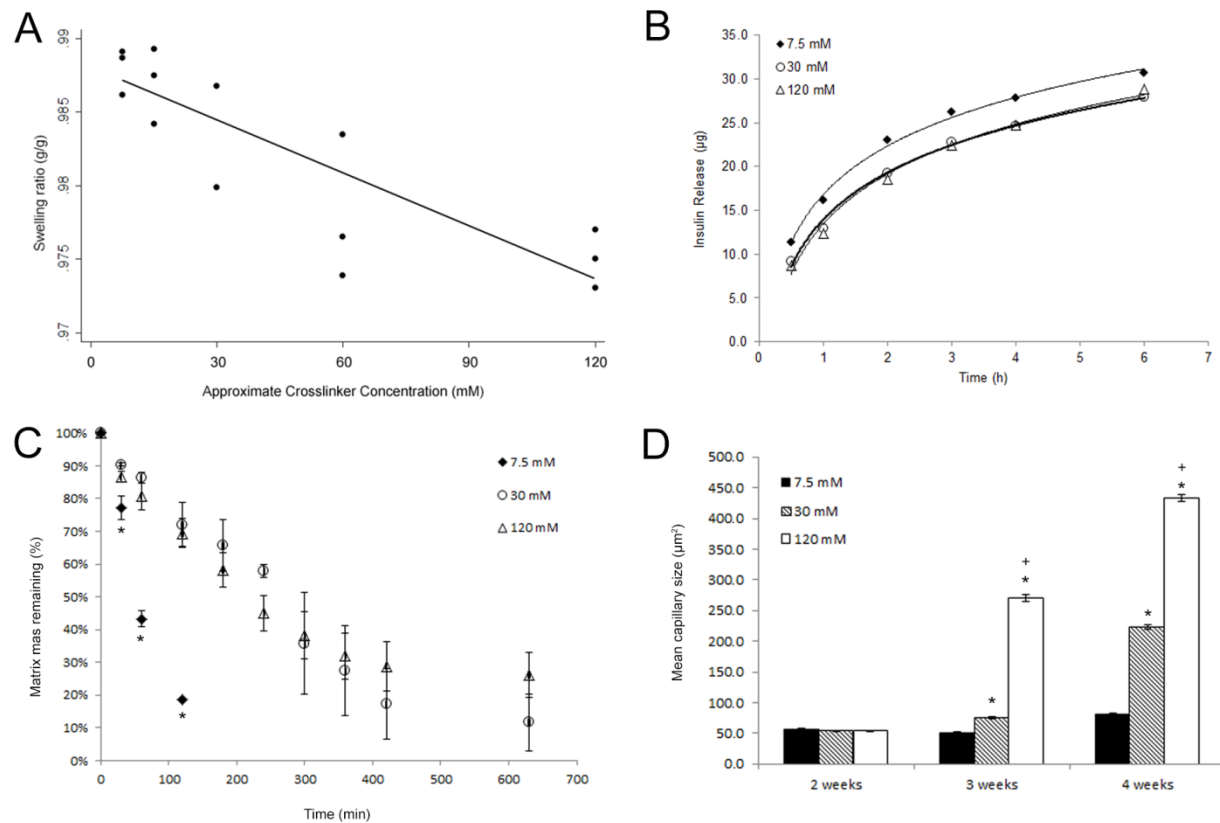 A
.99
.985
.98
.975
.97
Swelling ratio (g/g)
0 30 60 90 120
Approximate Crosslinker Concentration (mM)
B
7.5 mM
30 mM
120 mM
35.0
30.0
25.0
20.0
15.0
10.0
5.0
0.0
Insulin Release (µg)
0 1 2 3 4 5 6 7
Time (h)
C
100%
90%
80%
70%
60%
50%
40%
30%
20%
10%
0%
Matrix mas remaining (%)
7.5 mM
30 mM
120 mM
*
*
*
0 100 200 300 400 500 600 700
Time (min)
D
500.0
450.0
400.0
350.0
300.0
250.0
200.0
150.0
100.0
50.0
0.0
Mean capillary size (µm²)
7.5 mM
30 mM
120 mM
*
+
*
*
+
*
2 weeks 3 weeks 4 weeks